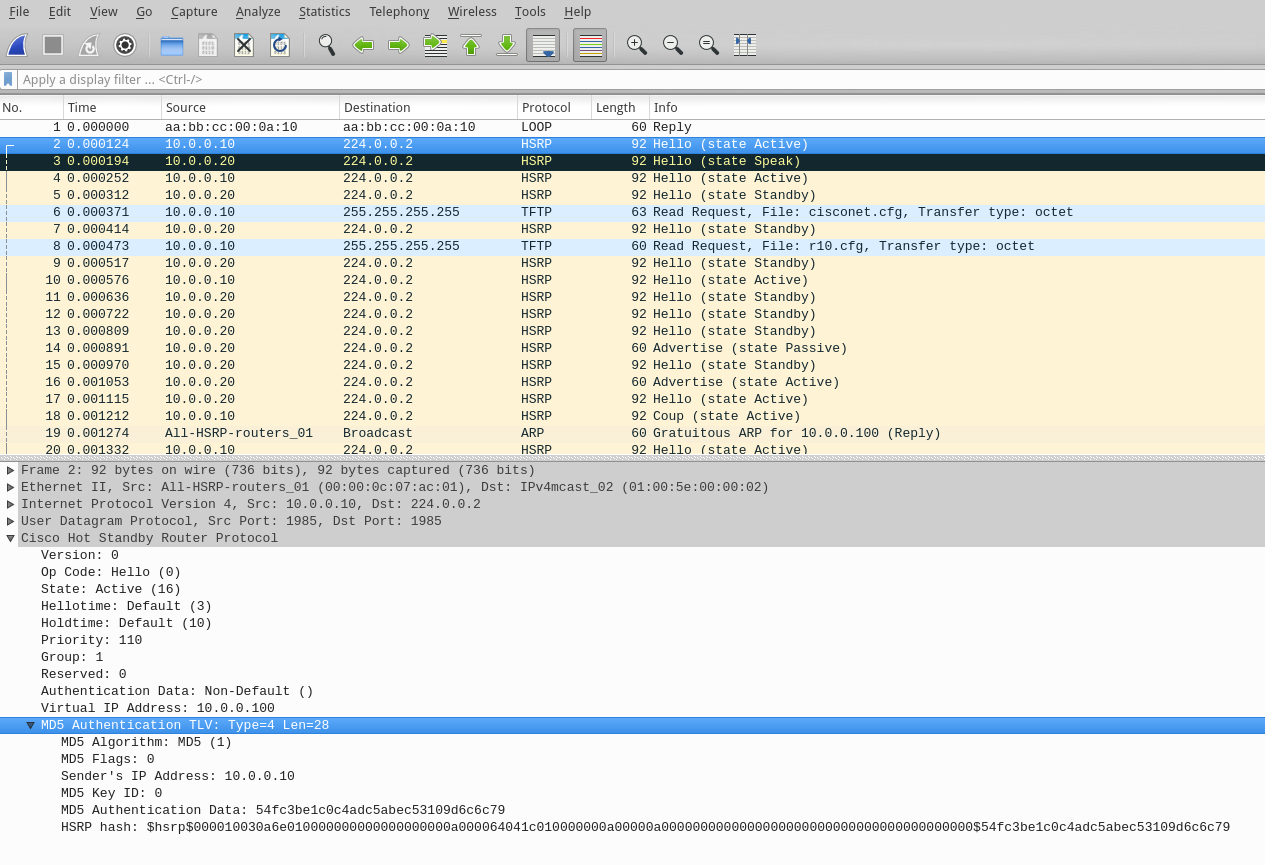 File Edit View Go Capture Analyze Statistics Telephony Wireless Tools Help
Apply a display filter ... <Ctrl-/>
No. Time Source Destination Protocol Length Info
1 0.000000 aa:bb:cc:00:0a:10 aa:bb:cc:00:0a:10 LOOP 60 Reply
2 0.000124 10.0.0.10 224.0.0.2 HSRP 92 Hello (state Active)
3 0.000194 10.0.0.20 224.0.0.2 HSRP 92 Hello (state Speak)
4 0.000252 10.0.0.10 224.0.0.2 HSRP 92 Hello (state Active)
5 0.000312 10.0.0.20 224.0.0.2 HSRP 92 Hello (state Standby)
6 0.000371 10.0.0.10 255.255.255.255 TFTP 63 Read Request, File: cisconet.cfg, Transfer type: octet
7 0.000414 10.0.0.20 224.0.0.2 HSRP 92 Hello (state Standby)
8 0.000473 10.0.0.10 255.255.255.255 TFTP 60 Read Request, File: r10.cfg, Transfer type: octet
9 0.000517 10.0.0.20 224.0.0.2 HSRP 92 Hello (state Standby)
10 0.000576 10.0.0.10 224.0.0.2 HSRP 92 Hello (state Active)
11 0.000636 10.0.0.20 224.0.0.2 HSRP 92 Hello (state Standby)
12 0.000722 10.0.0.20 224.0.0.2 HSRP 92 Hello (state Standby)
13 0.000809 10.0.0.20 224.0.0.2 HSRP 92 Hello (state Standby)
14 0.000891 10.0.0.20 224.0.0.2 HSRP 60 Advertise (state Passive)
15 0.000970 10.0.0.20 224.0.0.2 HSRP 92 Hello (state Standby)
16 0.001053 10.0.0.20 224.0.0.2 HSRP 60 Advertise (state Active)
17 0.001115 10.0.0.20 224.0.0.2 HSRP 92 Hello (state Active)
18 0.001212 10.0.0.10 224.0.0.2 HSRP 92 Coup (state Active)
19 0.001274 All-HSRP-routers_01 Broadcast ARP 60 Gratuitous ARP for 10.0.0.100 (Reply)
20 0.001332 10.0.0.10 224.0.0.2 HSRP 92 Hello (state Active)
Frame 2: 92 bytes on wire (736 bits), 92 bytes captured (736 bits)
Ethernet II, Src: All-HSRP-routers_01 (00:00:0c:07:ac:01), Dst: IPv4mcast_02 (01:00:5e:00:00:02)
Internet Protocol Version 4, Src: 10.0.0.10, Dst: 224.0.0.2
User Datagram Protocol, Src Port: 1985, Dst Port: 1985
Cisco Hot Standby Router Protocol
Version: 0
Op Code: Hello (0)
State: Active (16)
Hellotime: Default (3)
Holdtime: Default (10)
Priority: 110
Group: 1
Reserved: 0
Authentication Data: Non-Default ()
Virtual IP Address: 10.0.0.100
MD5 Authentication TLV: Type=4 Len=28
MD5 Algorithm: MD5 (1)
MD5 Flags: 0
Sender's IP Address: 10.0.0.10
MD5 Key ID: 0
MD5 Authentication Data: 54fc3be1c0c4adc5abec53109d6c6c79
HSRP hash: $hsrp$000010030a6e010000000000000000000a000064041c010000000a00000a0000000000000000000000000000000000000000$54fc3be1c0c4adc5abec53109d6c6c79